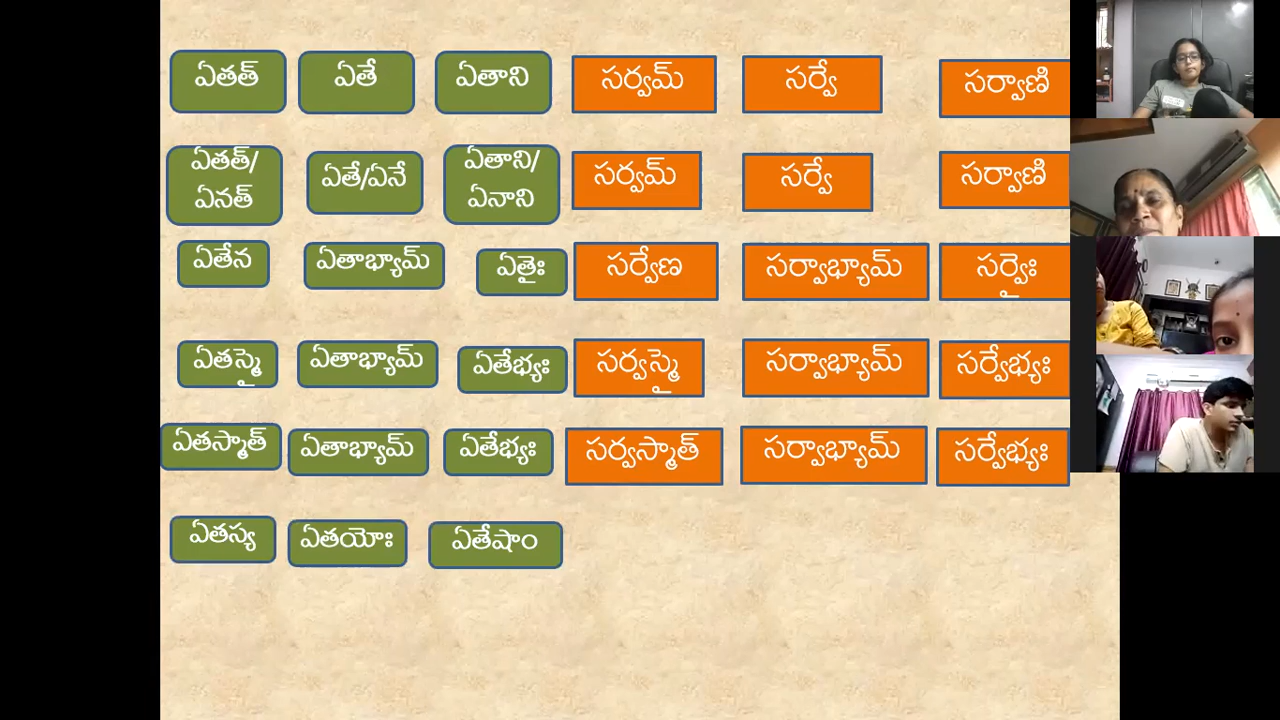 ఏతత్ ఏతే ఏతాని సర్వమ్ సర్వే సర్వాణి
ఏతత్/ ఏనత్ ఏతే/ఏనే ఏతాని/ ఏనాని సర్వమ్ సర్వే సర్వాణి
ఏతేన ఏతాభ్యామ్ ఏతైః సర్వేణ సర్వాభ్యామ్ సర్వైః
ఏతస్మై ఏతాభ్యామ్ ఏతేభ్యః సర్వస్మై సర్వాభ్యామ్ సర్వేభ్యః
ఏతస్మాత్ ఏతాభ్యామ్ ఏతేభ్యః సర్వస్మాత్ సర్వాభ్యామ్ సర్వేభ్యః
ఏతస్య ఏతయోః ఏతేషాం